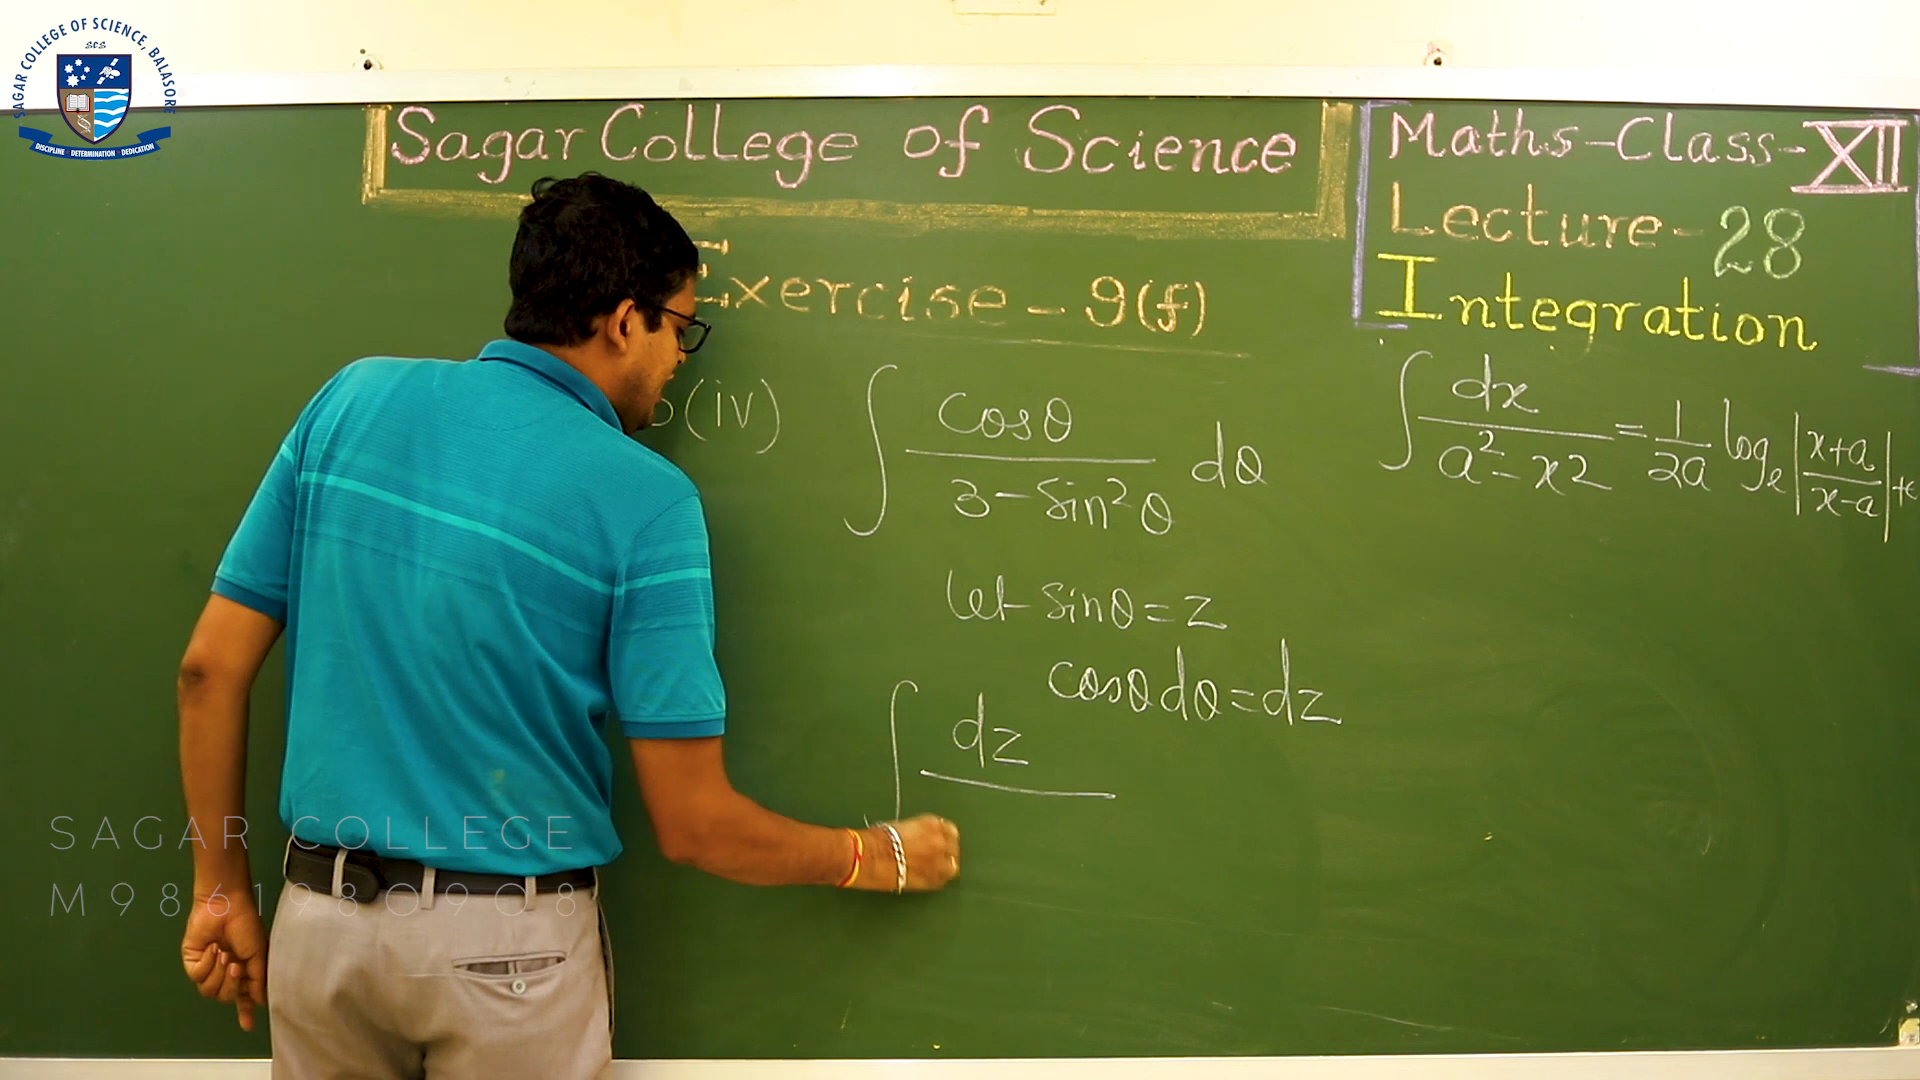 SAGAR COLLEGE OF SCIENCE, BALASORE
SCS
DISCIPLINE - DETERMINATION - DEDICATION
Sagar College of Science
Maths-Class-XII
Lecture-28
Integration
Exercise-9(f)
(iv) ∫ cosθ / (3-sin²θ) dθ
∫ dx / (a²-x2) = 1/2a logₑ |x+a / x-a| +c
let sinθ=z
cosθdθ=dz
∫ dz
SAGAR COLLEGE
M9861980908